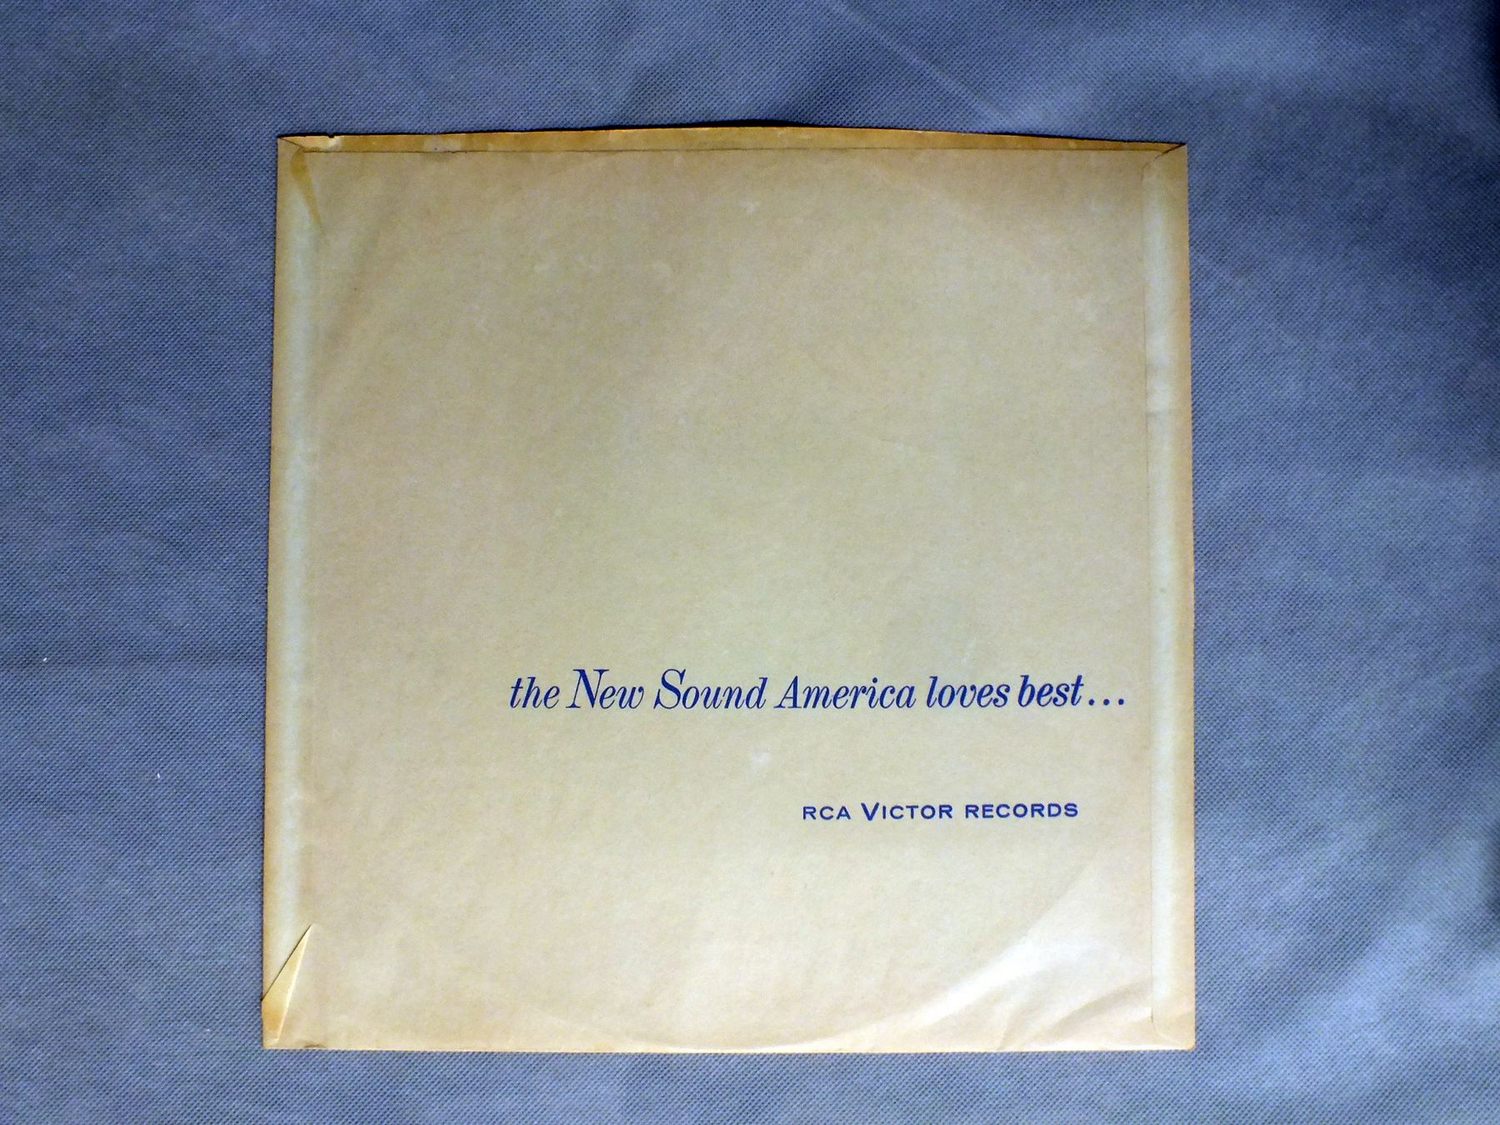 the New Sound America loves best...
RCA VICTOR RECORDS